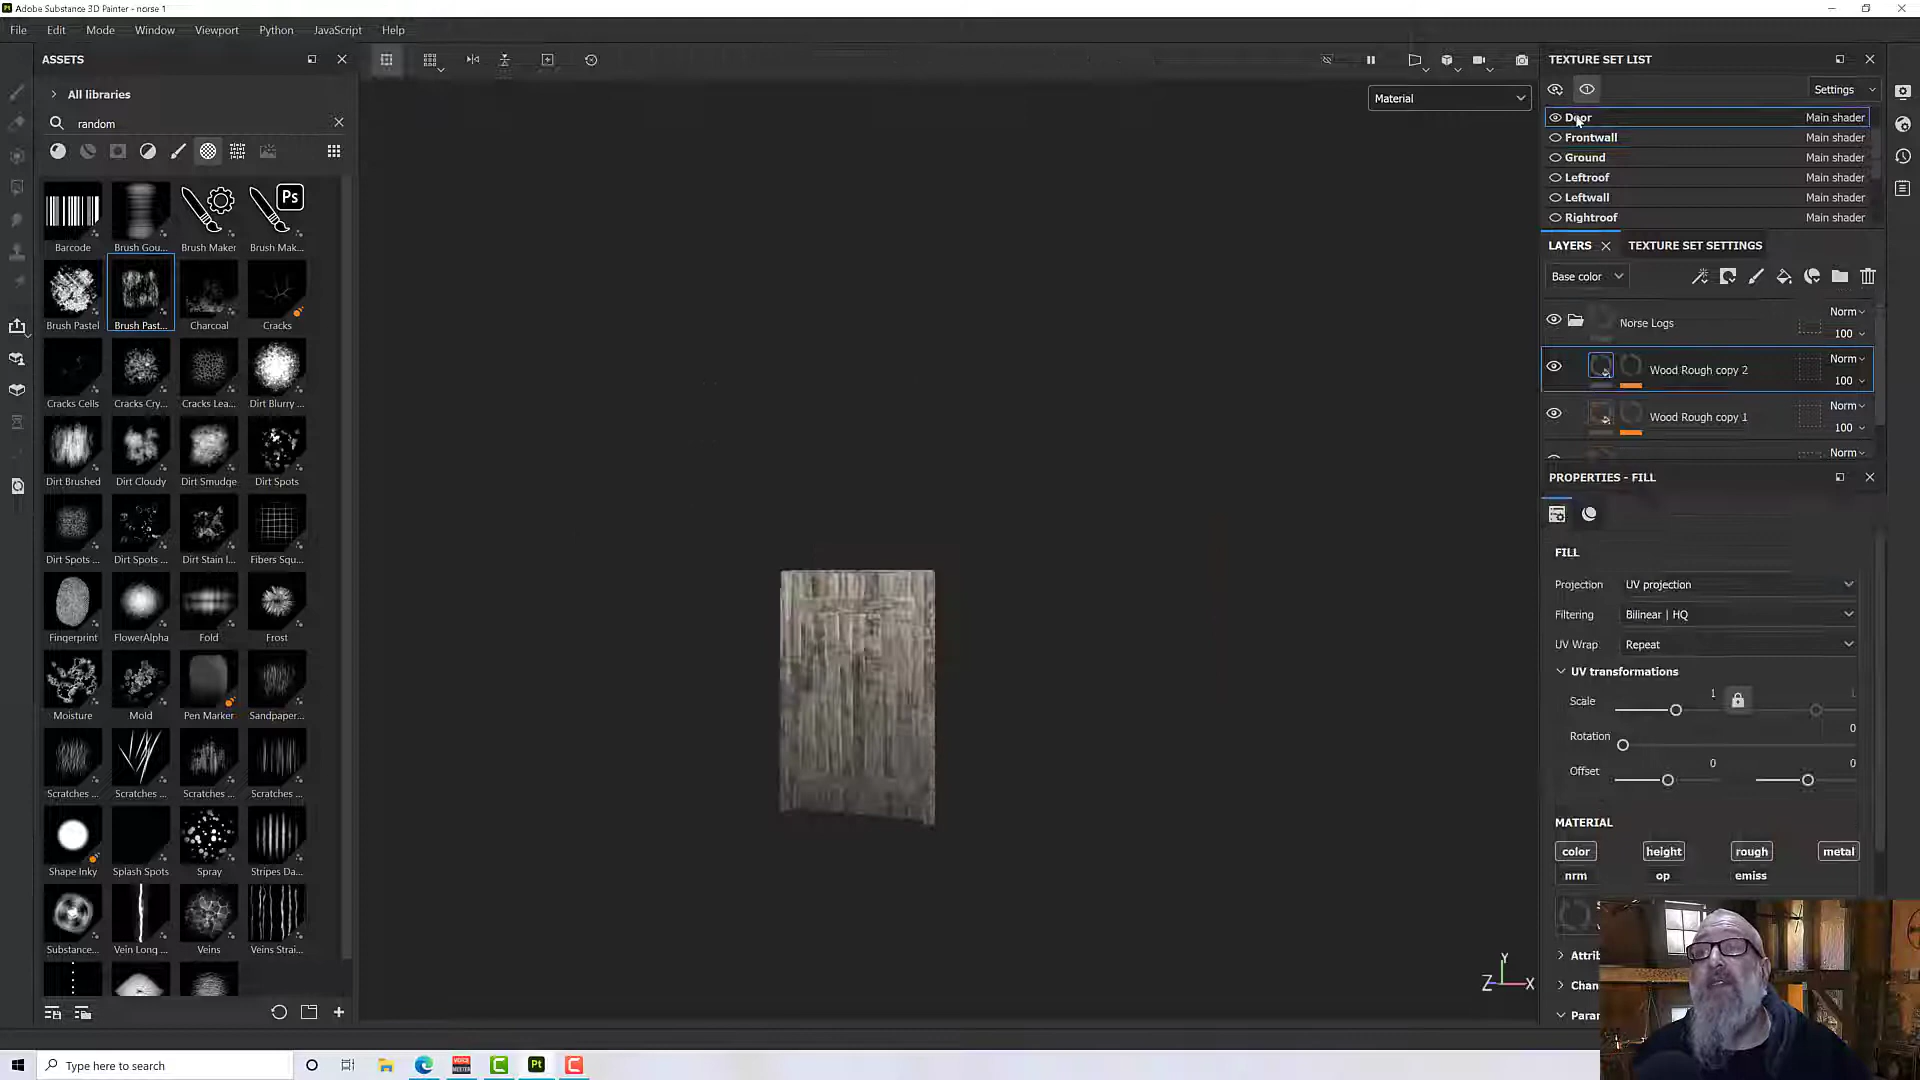 Pt Adobe Substance 3D Painter - norse 1
File Edit Mode Window Viewport Python JavaScript Help
ASSETS
All libraries
random
Barcode Brush Gou... Brush Maker Brush Mak...
Ps
Brush Pastel Brush Past... Charcoal Cracks
Cracks Cells Cracks Cry... Cracks Lea... Dirt Blurry ...
Dirt Brushed Dirt Cloudy Dirt Smudge Dirt Spots
Dirt Spots ... Dirt Spots ... Dirt Stain l... Fibers Squ...
Fingerprint FlowerAlpha Fold Frost
Moisture Mold Pen Marker Sandpaper...
Scratches ... Scratches ... Scratches ... Scratches ...
Shape Inky Splash Spots Spray Stripes Da...
Substance... Vein Long ... Veins Veins Strai...
Material
Y
Z X
TEXTURE SET LIST
Settings
Door Main shader
Frontwall Main shader
Ground Main shader
Leftroof Main shader
Leftwall Main shader
Rightroof Main shader
LAYERS TEXTURE SET SETTINGS
Base color
Norse Logs Norm 100
Wood Rough copy 2 Norm 100
Wood Rough copy 1 Norm 100
Norm
PROPERTIES - FILL
FILL
Projection UV projection
Filtering Bilinear | HQ
UV Wrap Repeat
UV transformations
Scale 1
Rotation 0
Offset 0 0
MATERIAL
color height rough metal
nrm op emiss
Attrib
Chan
Para
Type here to search
Pt